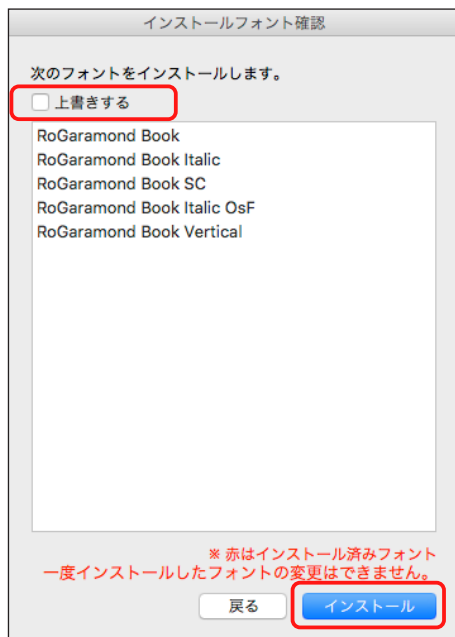 インストールフォント確認
次のフォントをインストールします。
上書きする
RoGaramond Book
RoGaramond Book Italic
RoGaramond Book SC
RoGaramond Book Italic OsF
RoGaramond Book Vertical
※ 赤はインストール済みフォント
一度インストールしたフォントの変更はできません。
戻る
インストール